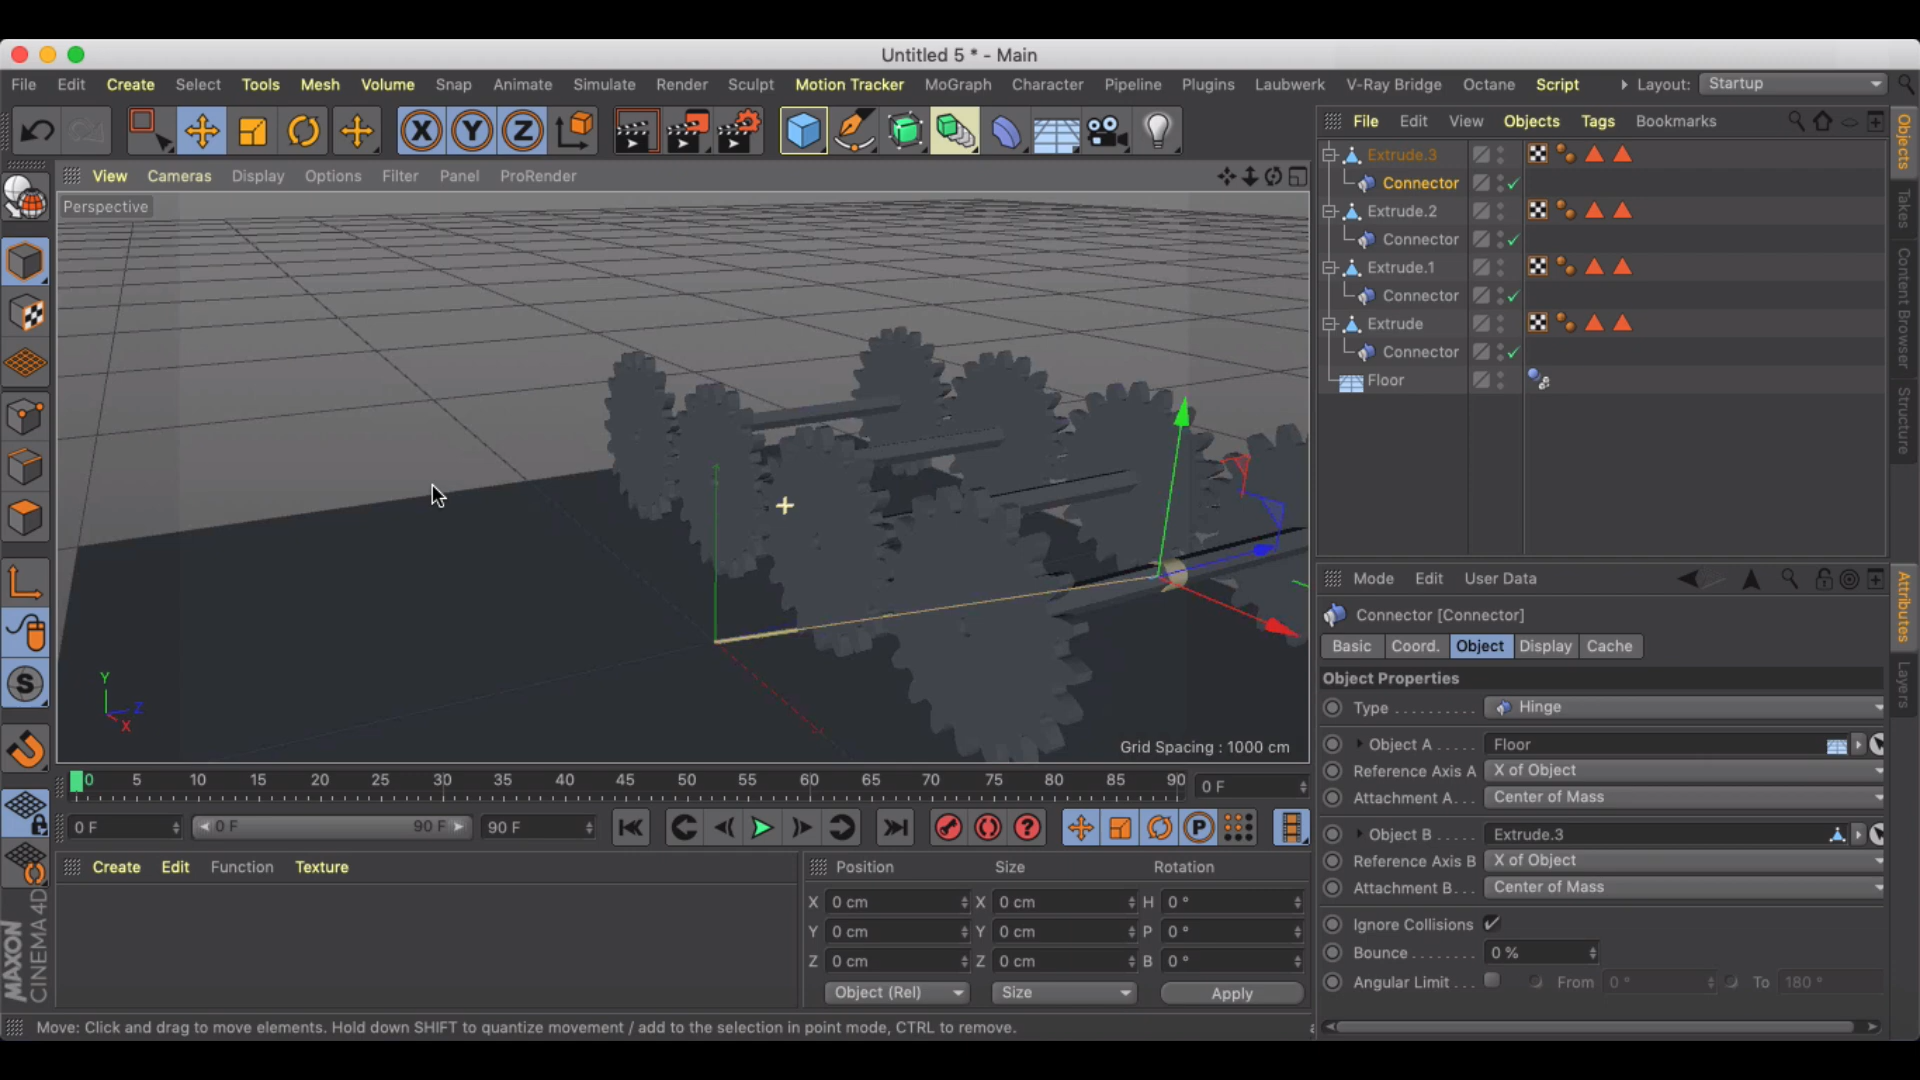 Untitled 5 * - Main
File Edit Create Select Tools Mesh Volume Snap Animate Simulate Render Sculpt Motion Tracker MoGraph Character Pipeline Plugins Laubwerk V-Ray Bridge Octane Script Layout: Startup
X Y Z
File Edit View Objects Tags Bookmarks
View Cameras Display Options Filter Panel ProRender
Perspective
Extrude.3
Connector
Extrude.2
Connector
Extrude.1
Connector
Extrude
Connector
Floor
Objects
Takes
Content Browser
Structure
Y
Z
X
Grid Spacing : 1000 cm
S
Mode Edit User Data
Connector [Connector]
Basic Coord. Object Display Cache
Object Properties
Type . . . . . . . . . . Hinge
Object A . . . . . Floor
Reference Axis A X of Object
Attachment A. . . Center of Mass
Object B . . . . . Extrude.3
Reference Axis B X of Object
Attachment B. . . Center of Mass
Ignore Collisions
Bounce . . . . . . . . 0 %
Angular Limit . . . From 0 ° To 180 °
Attributes
Layers
0 5 10 15 20 25 30 35 40 45 50 55 60 65 70 75 80 85 90 0 F
0 F 0 F 90 F 90 F ? P
Create Edit Function Texture
Position Size Rotation
X 0 cm X 0 cm H 0 °
Y 0 cm Y 0 cm P 0 °
Z 0 cm Z 0 cm B 0 °
Object (Rel) Size Apply
MAXON
CINEMA 4D
Move: Click and drag to move elements. Hold down SHIFT to quantize movement / add to the selection in point mode, CTRL to remove.